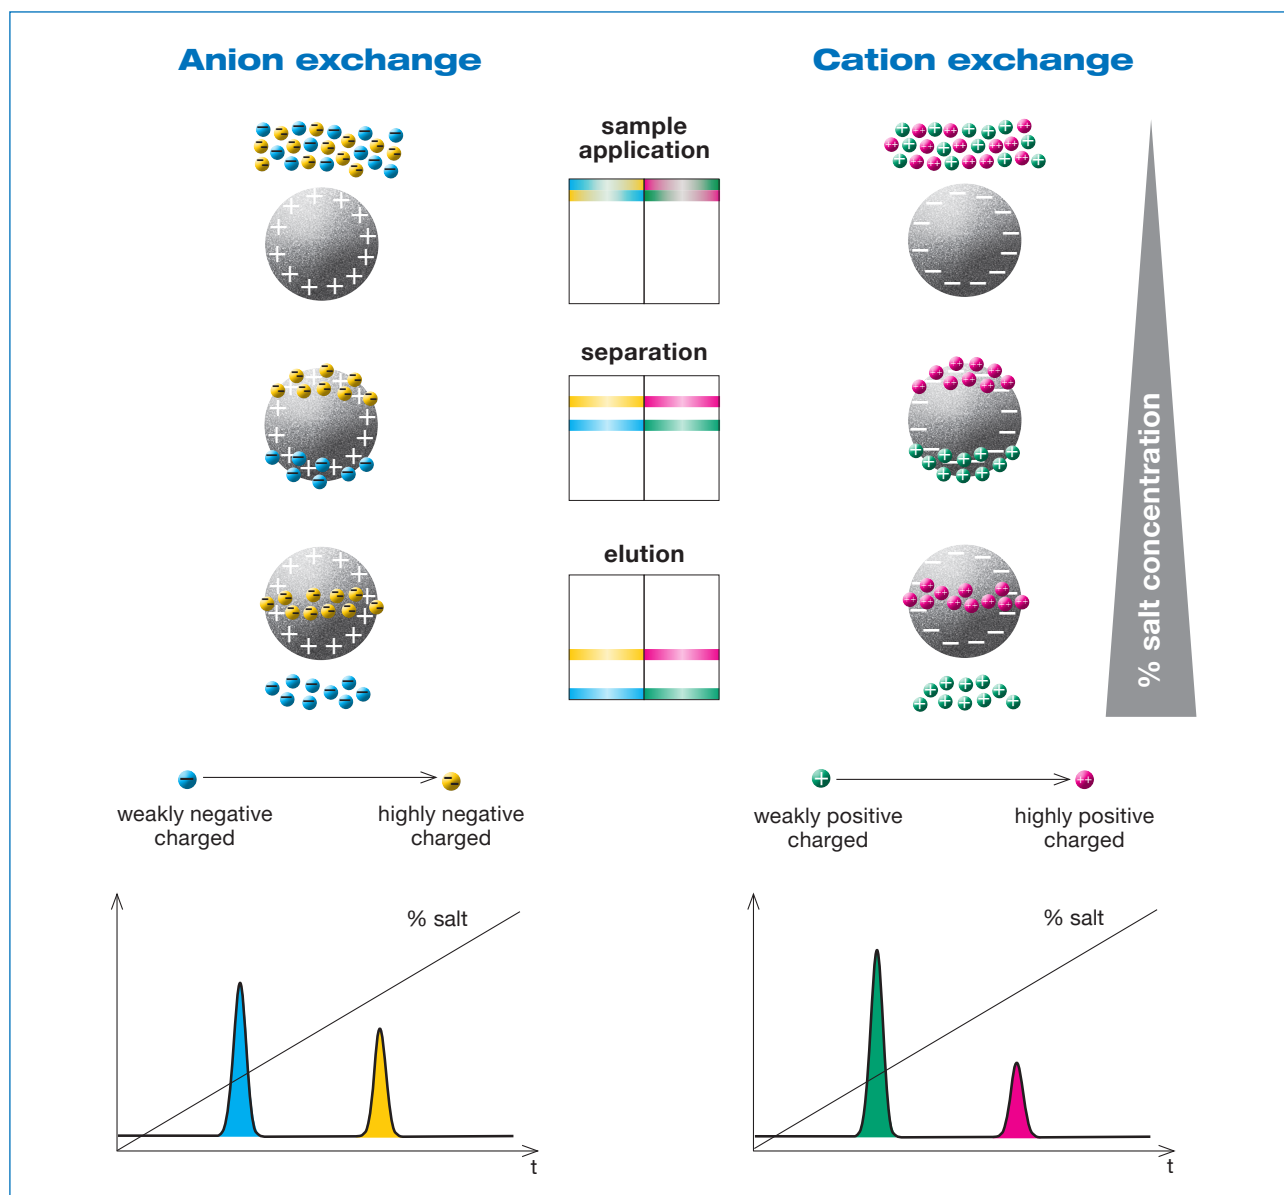 Anion exchange
Cation exchange
sample
application
separation
elution
% salt concentration
weakly negative
charged
highly negative
charged
weakly positive
charged
highly positive
charged
% salt
t
% salt
t